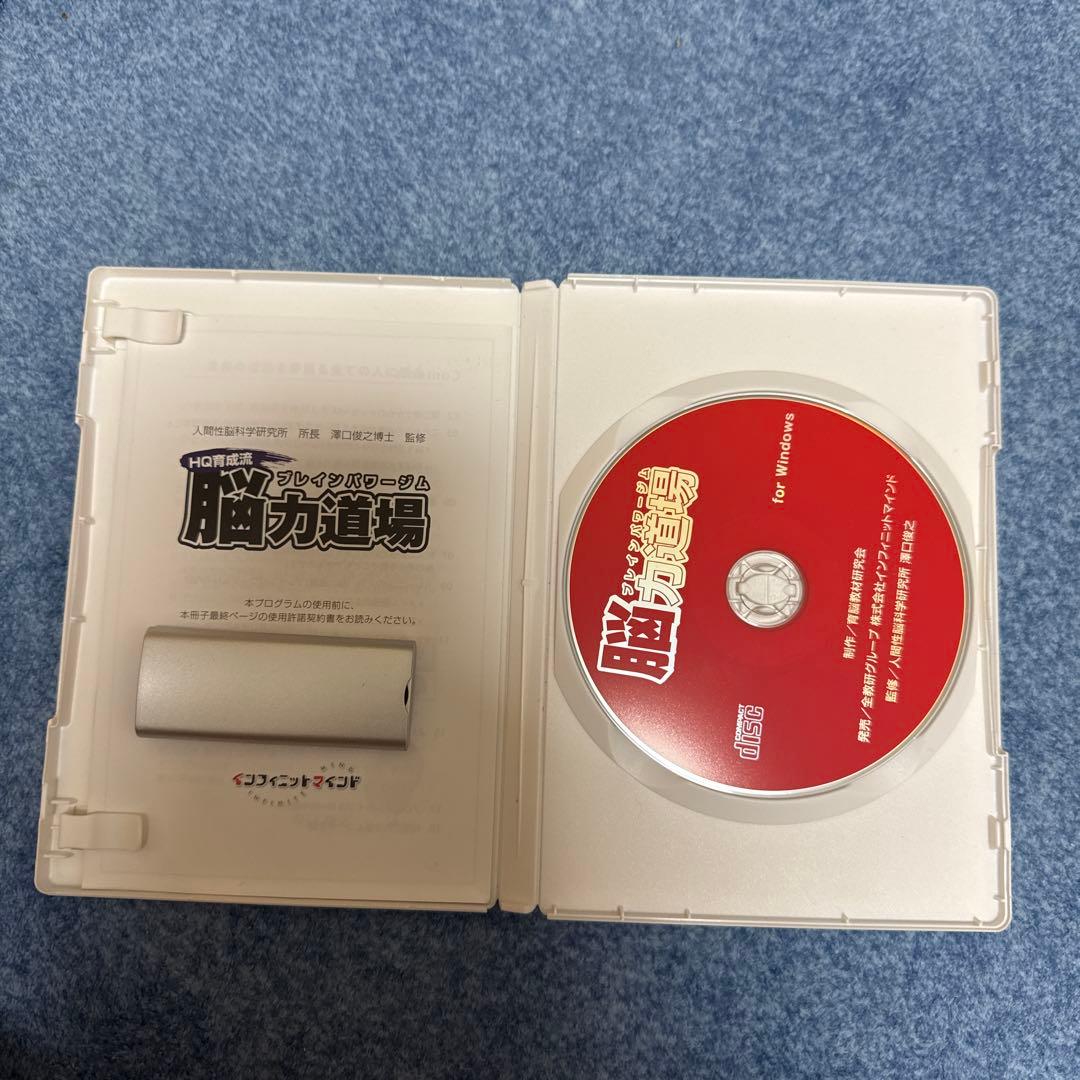 人間性脳科学研究所 所長 澤口俊之博士 監修
HQ育成流
ブレインパワージム
脳力道場
本プログラムの使用前に、
本冊子最終ページの使用許諾契約書をお読みください。
インフィニットマインド
for Windows
ブレインパワージム
脳力道場
制作／育脳教材研究会
発売／全教研グループ 株式会社インフィニットマインド
監修／人間性脳科学研究所 澤口俊之
COMPACT
disc